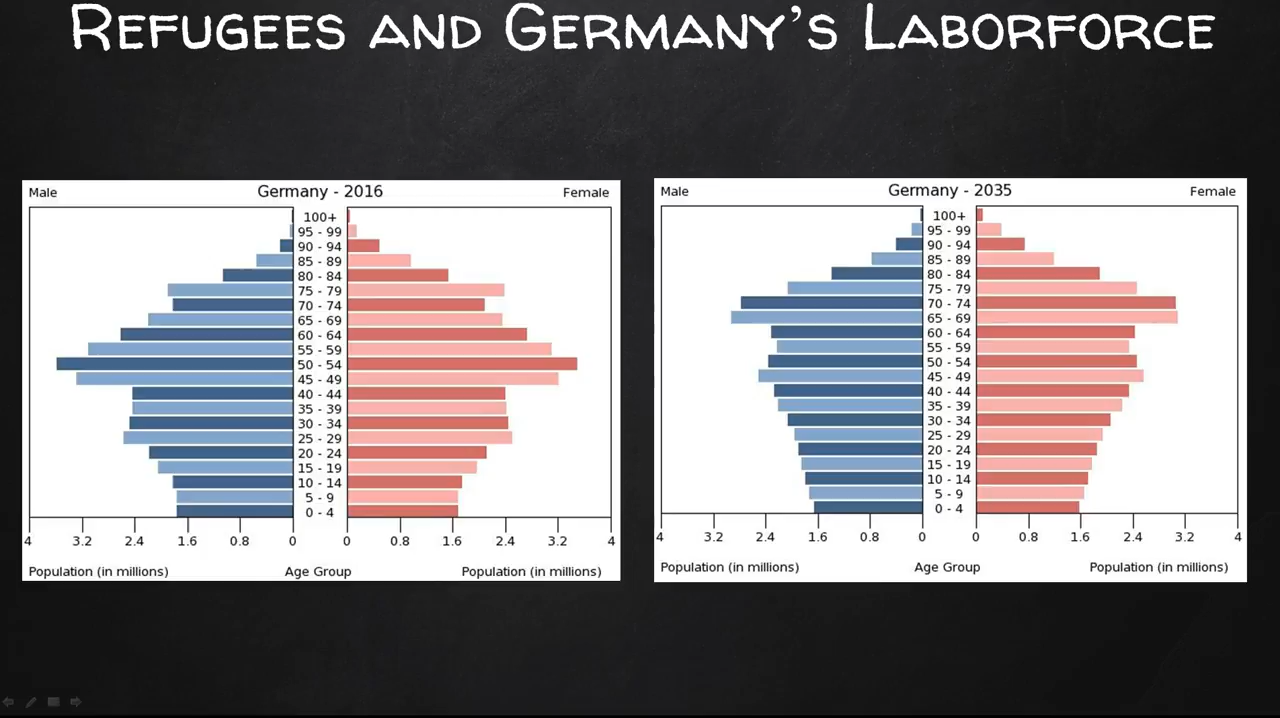 Refugees and Germany's Laborforce
Male Germany - 2016 Female
100+
95 - 99
90 - 94
85 - 89
80 - 84
75 - 79
70 - 74
65 - 69
60 - 64
55 - 59
50 - 54
45 - 49
40 - 44
35 - 39
30 - 34
25 - 29
20 - 24
15 - 19
10 - 14
5 - 9
0 - 4
4 3.2 2.4 1.6 0.8 0 0 0.8 1.6 2.4 3.2 4
Population (in millions) Age Group Population (in millions)
Male Germany - 2035 Female
100+
95 - 99
90 - 94
85 - 89
80 - 84
75 - 79
70 - 74
65 - 69
60 - 64
55 - 59
50 - 54
45 - 49
40 - 44
35 - 39
30 - 34
25 - 29
20 - 24
15 - 19
10 - 14
5 - 9
0 - 4
4 3.2 2.4 1.6 0.8 0 0 0.8 1.6 2.4 3.2 4
Population (in millions) Age Group Population (in millions)